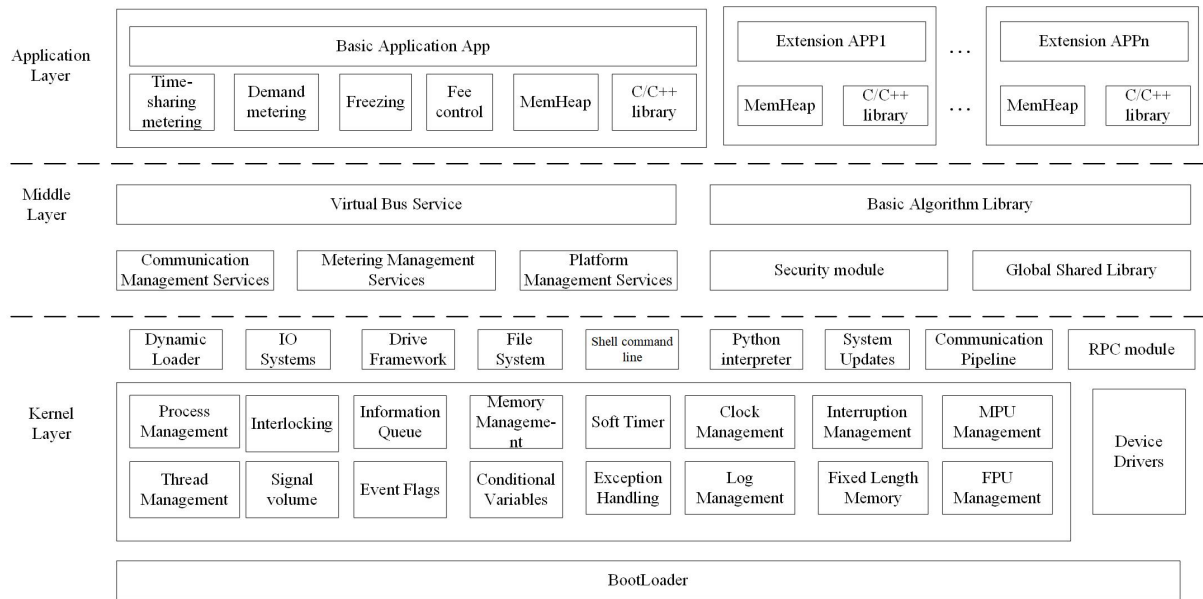 Application
Layer
Basic Application App
Time-
sharing
metering
Demand
metering
Freezing
Fee
control
MemHeap
C/C++
library
Extension APP1
MemHeap
C/C++
library
...
...
Extension APPn
MemHeap
C/C++
library
Middle
Layer
Virtual Bus Service
Basic Algorithm Library
Communication
Management Services
Metering Management
Services
Platform
Management Services
Security module
Global Shared Library
Kernel
Layer
Dynamic
Loader
IO
Systems
Drive
Framework
File
System
Shell command
line
Python
interpreter
System
Updates
Communication
Pipeline
RPC module
Process
Management
Interlocking
Information
Queue
Memory
Manageme-
nt
Soft Timer
Clock
Management
Interruption
Management
MPU
Management
Thread
Management
Signal
volume
Event Flags
Conditional
Variables
Exception
Handling
Log
Management
Fixed Length
Memory
FPU
Management
Device
Drivers
BootLoader